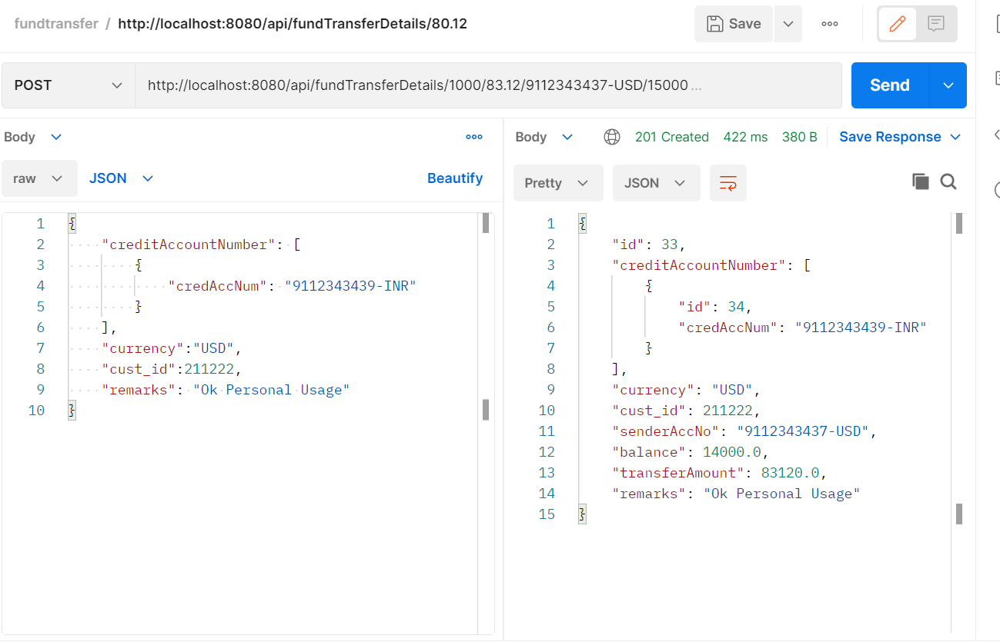 fundtransfer / http://localhost:8080/api/fundTransferDetails/80.12
Save
POST
http://localhost:8080/api/fundTransferDetails/1000/83.12/9112343437-USD/15000 ...
Send
Body
raw
JSON
Beautify
1 {
2 "creditAccountNumber": [
3 {
4 "credAccNum": "9112343439-INR"
5 }
6 ],
7 "currency":"USD",
8 "cust_id":211222,
9 "remarks": "Ok Personal Usage"
10 }
Body
201 Created 422 ms 380 B
Save Response
Pretty
JSON
1 {
2 "id": 33,
3 "creditAccountNumber": [
4 {
5 "id": 34,
6 "credAccNum": "9112343439-INR"
7 }
8 ],
9 "currency": "USD",
10 "cust_id": 211222,
11 "senderAccNo": "9112343437-USD",
12 "balance": 14000.0,
13 "transferAmount": 83120.0,
14 "remarks": "Ok Personal Usage"
15 }